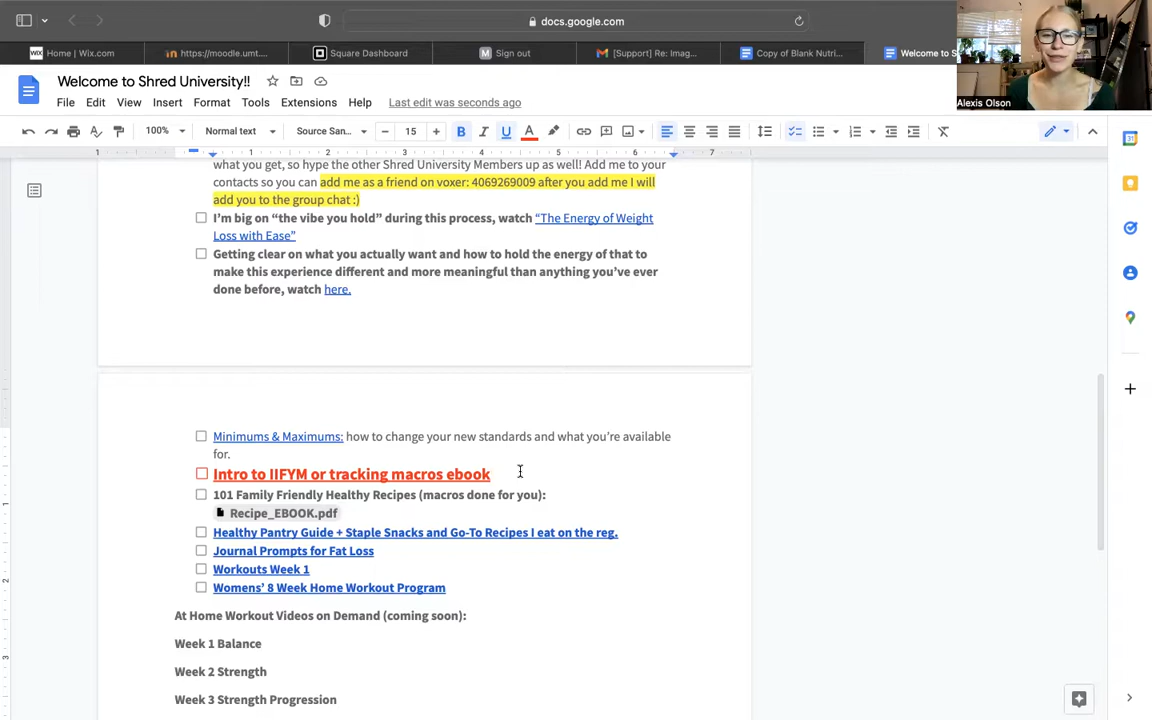 docs.google.com
Home | Wix.com
https://moodle.umt....
Square Dashboard
Sign out
[Support] Re: Imag...
Copy of Blank Nutri...
Welcome to S
Alexis Olson
Welcome to Shred University!!
File Edit View Insert Format Tools Extensions Help Last edit was seconds ago
100% Normal text Source San... 15
1 1 2 3 4 5 6 7
what you get, so hype the other Shred University Members up as well! Add me to your
contacts so you can add me as a friend on voxer: 4069269009 after you add me I will
add you to the group chat :)
I'm big on “the vibe you hold” during this process, watch “The Energy of Weight
Loss with Ease”
Getting clear on what you actually want and how to hold the energy of that to
make this experience different and more meaningful than anything you've ever
done before, watch here.
Minimums & Maximums: how to change your new standards and what you're available
for.
Intro to IIFYM or tracking macros ebook
101 Family Friendly Healthy Recipes (macros done for you):
Recipe_EBOOK.pdf
Healthy Pantry Guide + Staple Snacks and Go-To Recipes I eat on the reg.
Journal Prompts for Fat Loss
Workouts Week 1
Womens' 8 Week Home Workout Program
At Home Workout Videos on Demand (coming soon):
Week 1 Balance
Week 2 Strength
Week 3 Strength Progression